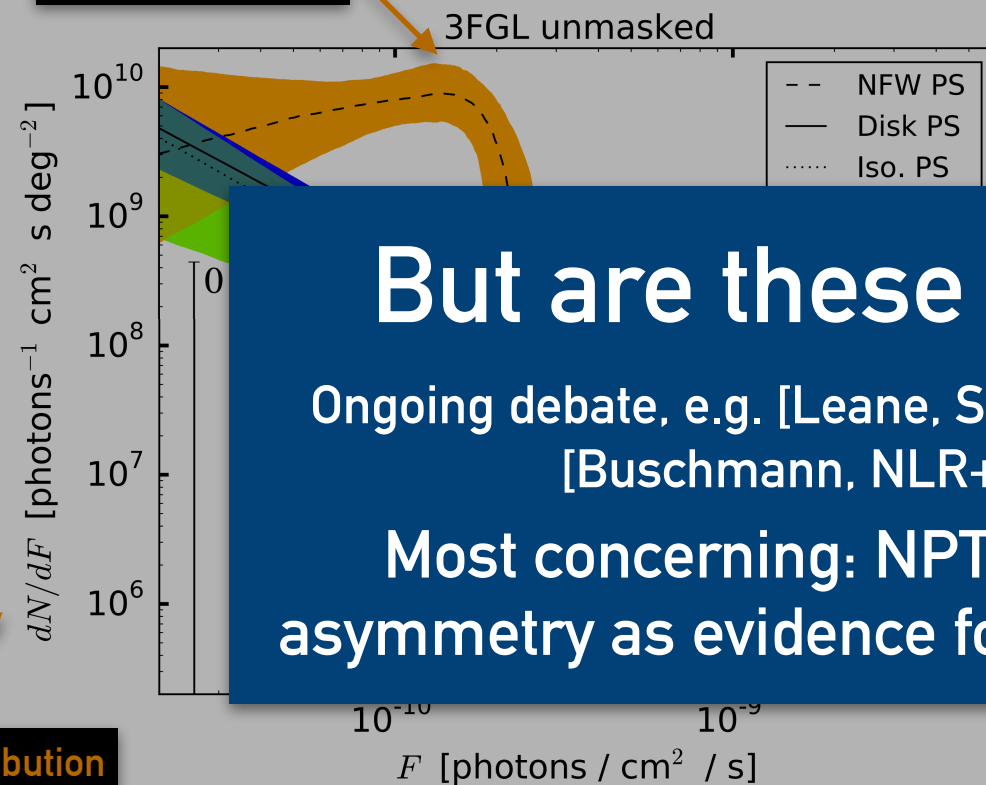 3FGL unmasked
NFW PS
Disk PS
Iso. PS
10^10
10^9
10^8
10^7
10^6
dN/dF [photons^−1 cm^2 s deg^−2]
0
But are these
Ongoing debate, e.g. [Leane, S
[Buschmann, NLR+
Most concerning: NPT
asymmetry as evidence fo
10^-10
10^-9
F [photons / cm^2 / s]
bution